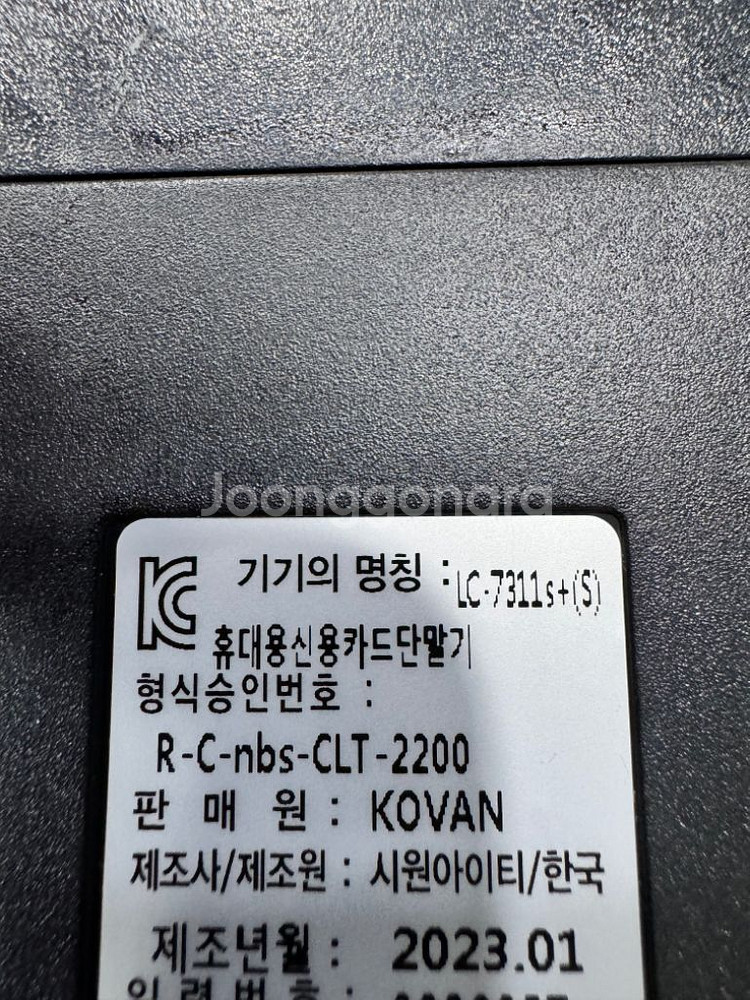 Joonggonara
KC 기기의 명칭 : LC-7311s+(S)
휴대용신용카드단말기
형식승인번호 :
R-C-nbs-CLT-2200
판 매 원 : KOVAN
제조사/제조원 : 시원아이티/한국
제조년월 : 2023.01